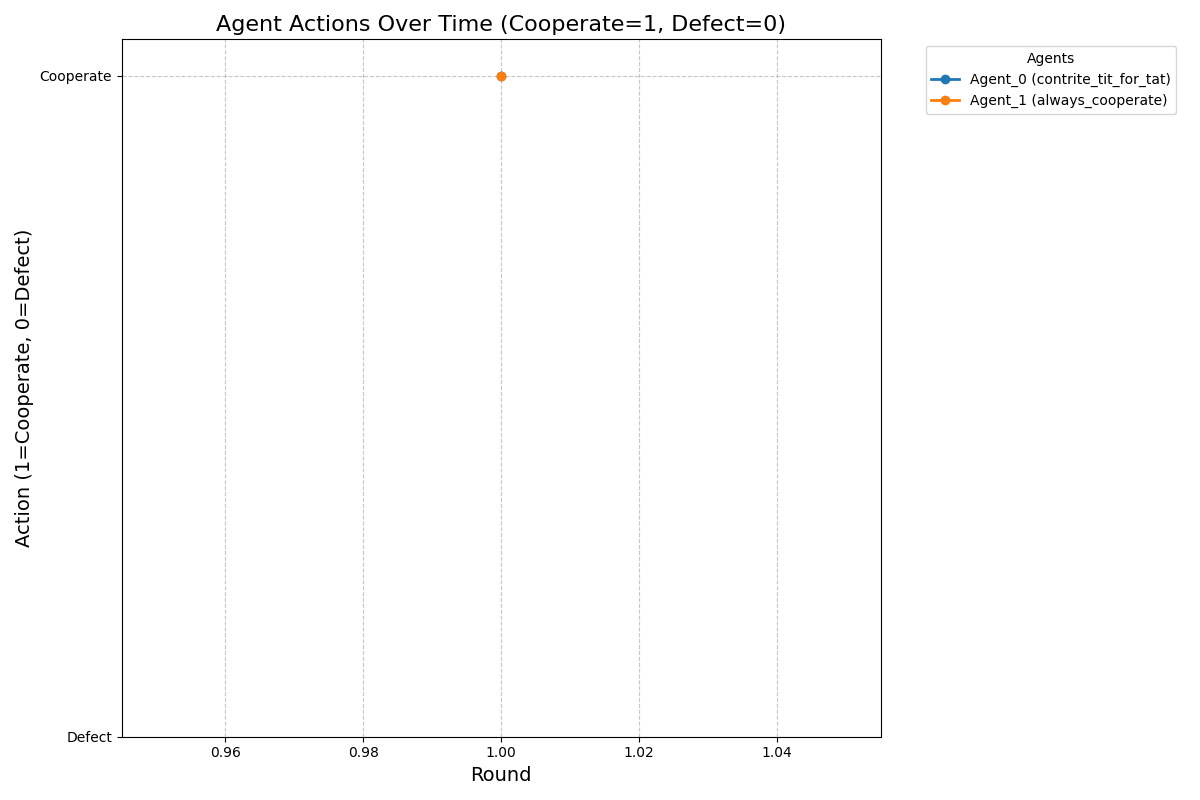 Agent Actions Over Time (Cooperate=1, Defect=0)
Agents
Agent_0 (contrite_tit_for_tat)
Agent_1 (always_cooperate)
Action (1=Cooperate, 0=Defect)
Cooperate
Defect
0.96
0.98
1.00
1.02
1.04
Round